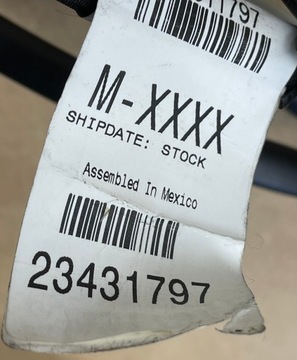 M-XXXX
SHIPDATE: STOCK
Assembled In Mexico
23431797